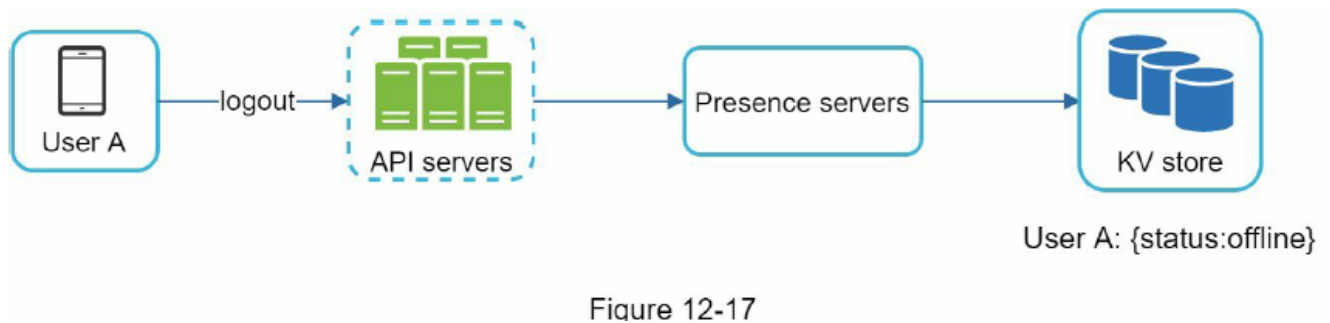 User A
logout
API servers
Presence servers
KV store
User A: {status:offline}
Figure 12-17